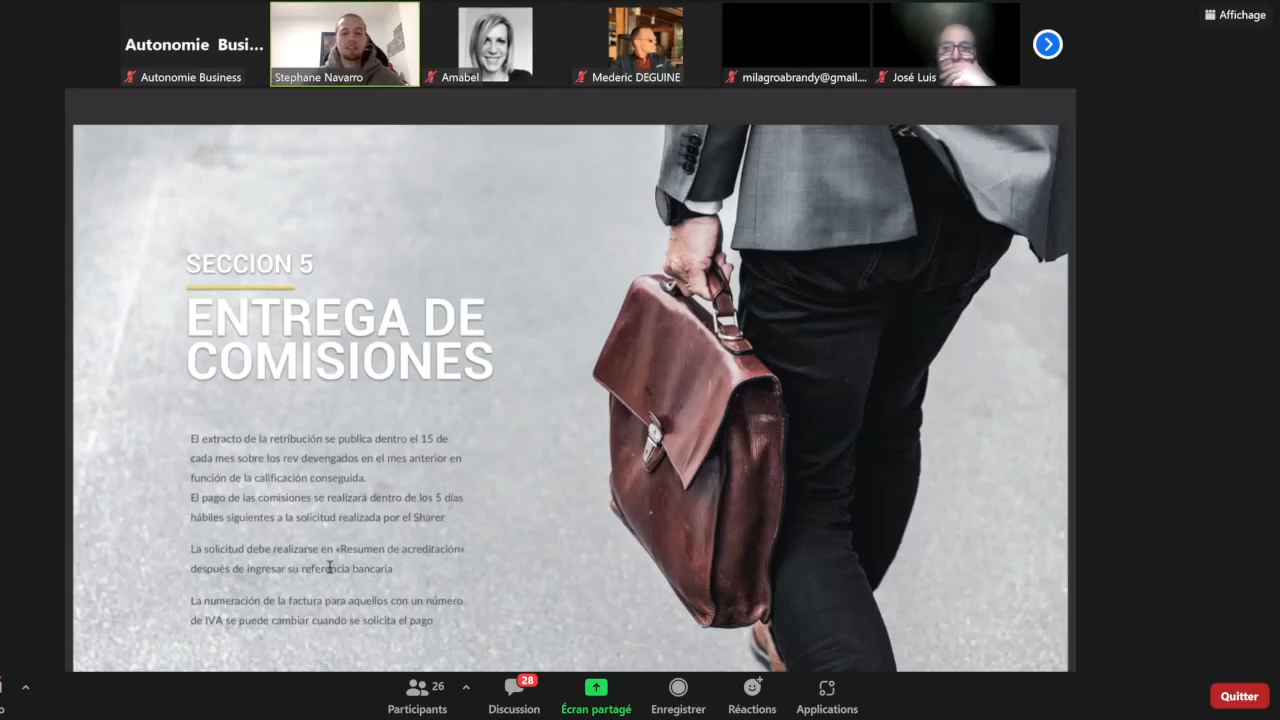 Autonomie Busi...
Affichage
Autonomie Business
Stephane Navarro
Amabel
Mederic DEGUINE
milagroabrandy@gmail....
José Luis
SECCION 5
ENTREGA DE
COMISIONES
El extracto de la retribución se publica dentro el 15 de
cada mes sobre los rev devengados en el mes anterior en
función de la calificación conseguida.
El pago de las comisiones se realizará dentro de los 5 días
hábiles siguientes a la solicitud realizada por el Sharer
La solicitud debe realizarse en «Resumen de acreditación»
después de ingresar su referencia bancaria
La numeración de la factura para aquellos con un número
de IVA se puede cambiar cuando se solicita el pago
26
28
Participants
Discussion
Écran partagé
Enregistrer
Réactions
Applications
Quitter